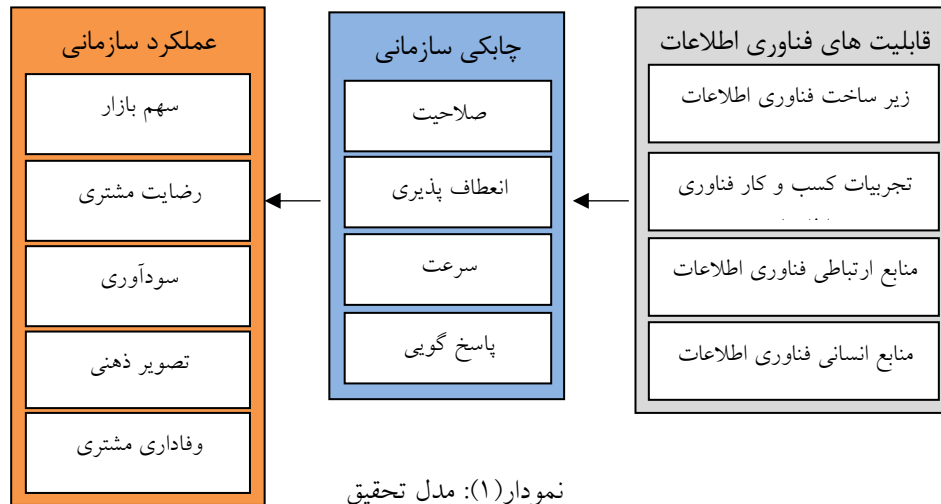 قابلیت های فناوری اطلاعات
زیر ساخت فناوری اطلاعات
تجربیات کسب و کار فناوری
منابع ارتباطی فناوری اطلاعات
منابع انسانی فناوری اطلاعات
چابکی سازمانی
صلاحیت
انعطاف پذیری
سرعت
پاسخ گویی
عملکرد سازمانی
سهم بازار
رضایت مشتری
سودآوری
تصویر ذهنی
وفاداری مشتری
نمودار(۱): مدل تحقیق